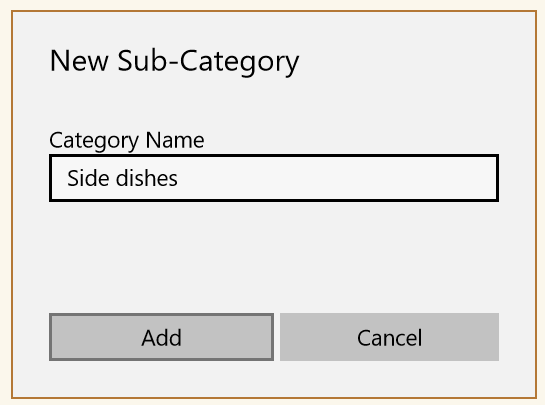 New Sub-Category
Category Name
Side dishes
Add
Cancel